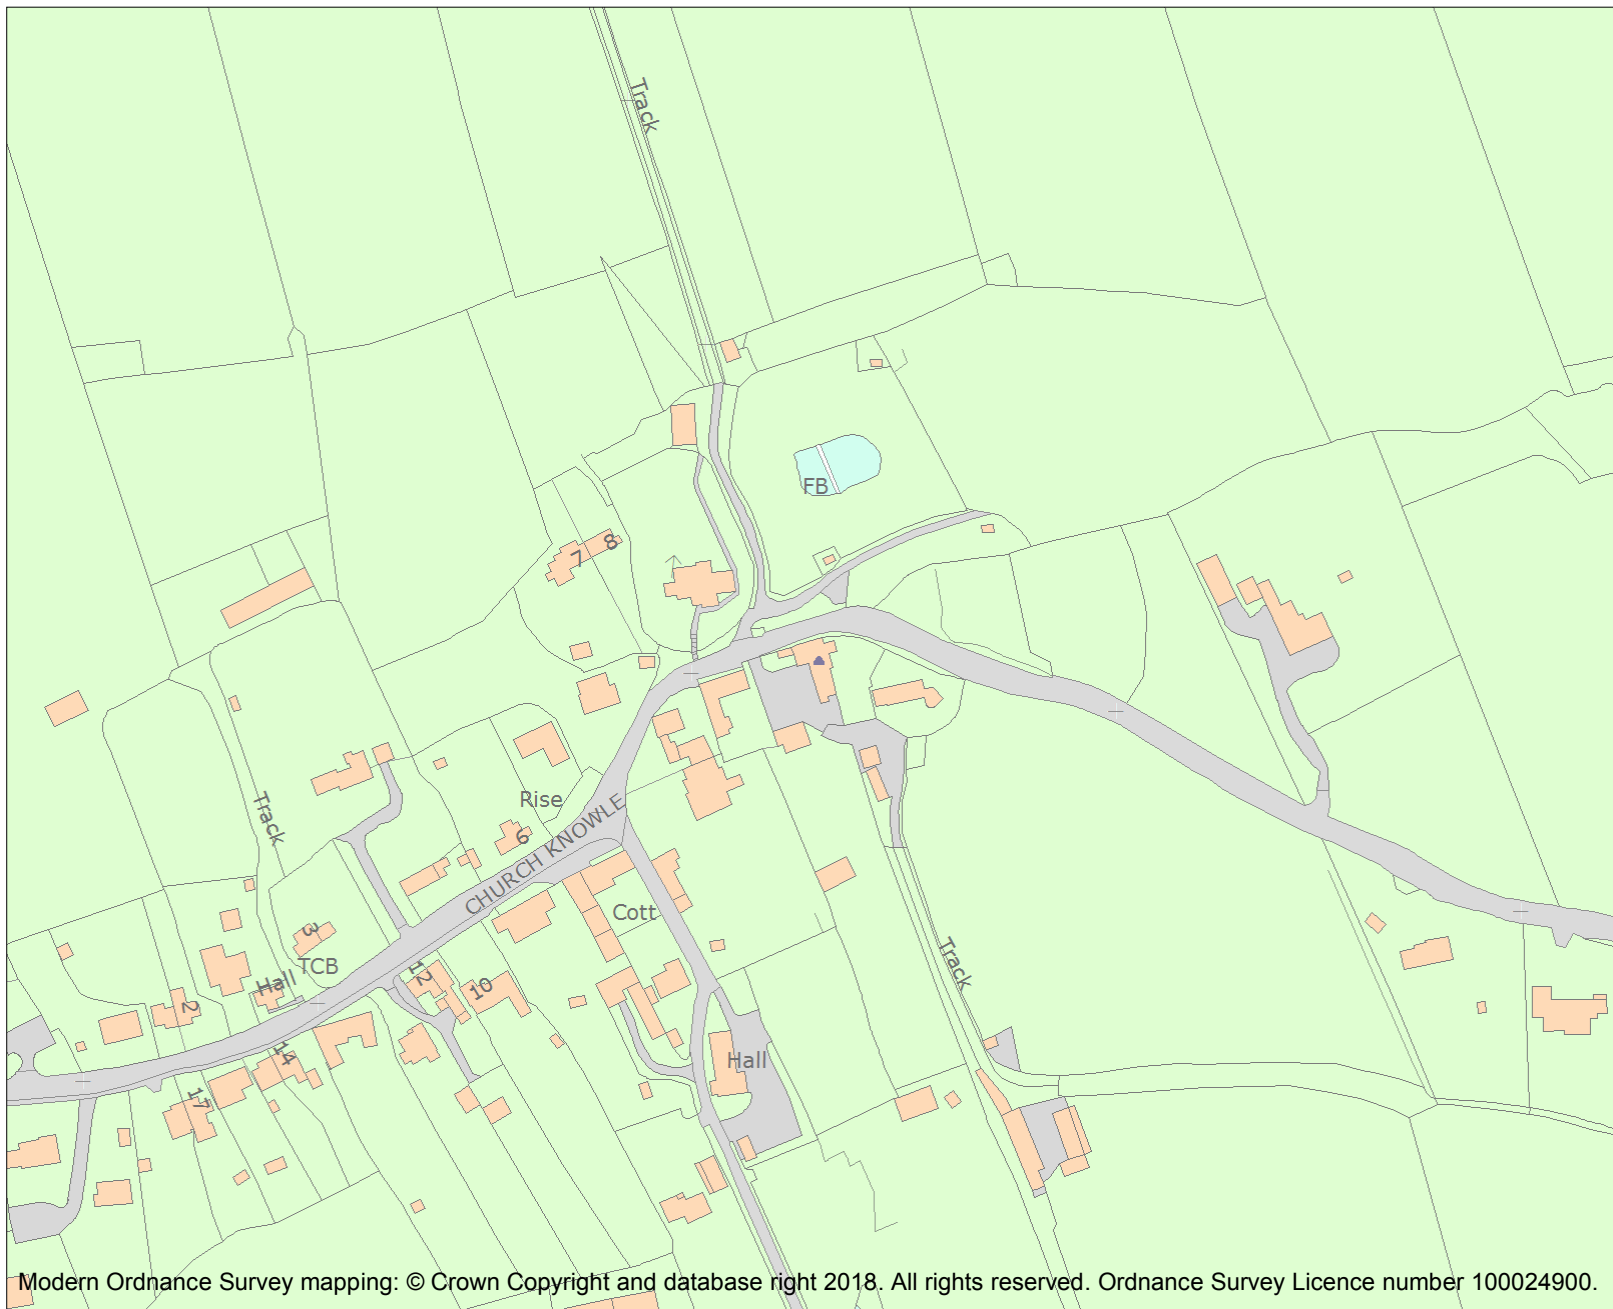 Track
FB
8
7
Rise
CHURCH KNOWLE
6
Track
Cott
3
TCB
Hall
12
10
2
Track
14
Hall
17
Modern Ordnance Survey mapping: © Crown Copyright and database right 2018. All rights reserved. Ordnance Survey Licence number 100024900.